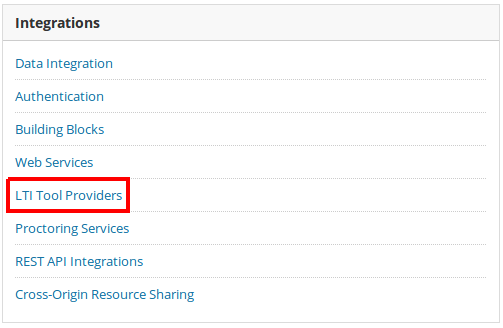 Integrations
Data Integration
Authentication
Building Blocks
Web Services
LTI Tool Providers
Proctoring Services
REST API Integrations
Cross-Origin Resource Sharing